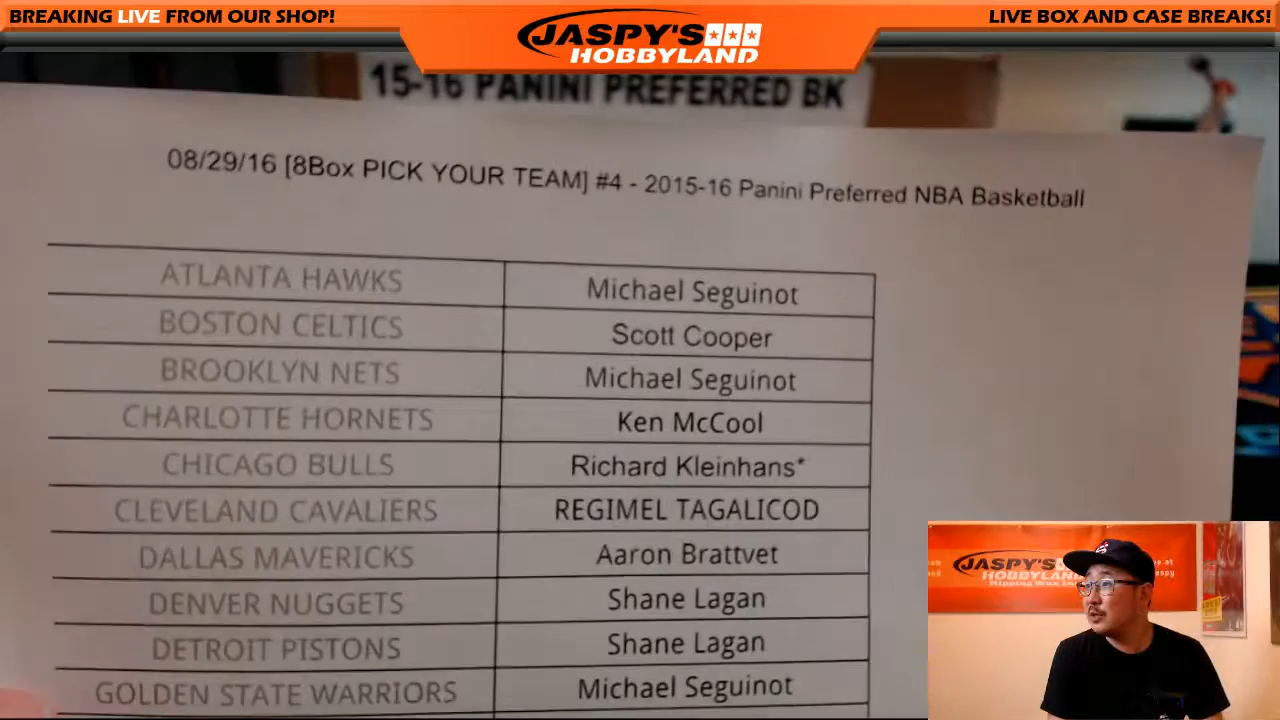 BREAKING LIVE FROM OUR SHOP!
JASPY'S
HOBBYLAND
LIVE BOX AND CASE BREAKS!
15-16 PANINI PREFERRED BK
08/29/16 [8Box PICK YOUR TEAM] #4 - 2015-16 Panini Preferred NBA Basketball
ATLANTA HAWKS Michael Seguinot
BOSTON CELTICS Scott Cooper
BROOKLYN NETS Michael Seguinot
CHARLOTTE HORNETS Ken McCool
CHICAGO BULLS Richard Kleinhans*
CLEVELAND CAVALIERS REGIMEL TAGALICOD
DALLAS MAVERICKS Aaron Brattvet
DENVER NUGGETS Shane Lagan
DETROIT PISTONS Shane Lagan
GOLDEN STATE WARRIORS Michael Seguinot
JASPY'S
HOBBYLAND